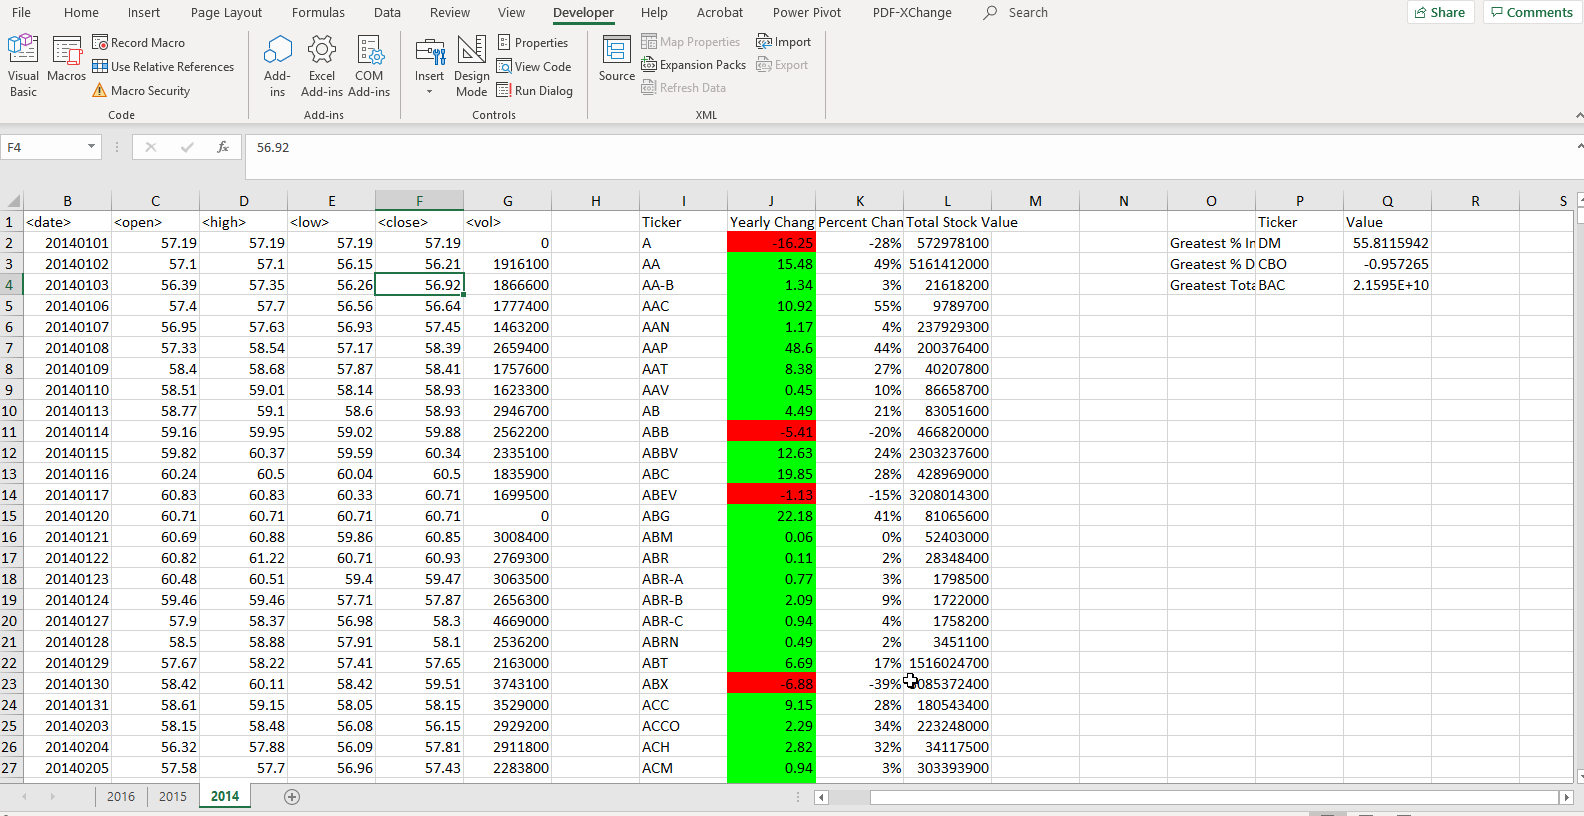 File Home Insert Page Layout Formulas Data Review View Developer Help Acrobat Power Pivot PDF-XChange Search Share Comments
Visual Basic
Macros
Record Macro
Use Relative References
Macro Security
Code
Add-ins
Excel Add-ins
COM Add-ins
Add-ins
Insert
Design Mode
Properties
View Code
Run Dialog
Controls
Source
Map Properties
Expansion Packs
Refresh Data
Import
Export
XML
F4 fx 56.92
B C D E F G H I J K L M N O P Q R S
1 <date> <open> <high> <low> <close> <vol> Ticker Yearly Chang Percent Chan Total Stock Value Ticker Value
2 20140101 57.19 57.19 57.19 57.19 0 A -16.25 -28% 572978100 Greatest % In DM 55.8115942
3 20140102 57.1 57.1 56.15 56.21 1916100 AA 15.48 49% 5161412000 Greatest % D CBO -0.957265
4 20140103 56.39 57.35 56.26 56.92 1866600 AA-B 1.34 3% 21618200 Greatest Tota BAC 2.1595E+10
5 20140106 57.4 57.7 56.56 56.64 1777400 AAC 10.92 55% 9789700
6 20140107 56.95 57.63 56.93 57.45 1463200 AAN 1.17 4% 237929300
7 20140108 57.33 58.54 57.17 58.39 2659400 AAP 48.6 44% 200376400
8 20140109 58.4 58.68 57.87 58.41 1757600 AAT 8.38 27% 40207800
9 20140110 58.51 59.01 58.14 58.93 1623300 AAV 0.45 10% 86658700
10 20140113 58.77 59.1 58.6 58.93 2946700 AB 4.49 21% 83051600
11 20140114 59.16 59.95 59.02 59.88 2562200 ABB -5.41 -20% 466820000
12 20140115 59.82 60.37 59.59 60.34 2335100 ABBV 12.63 24% 2303237600
13 20140116 60.24 60.5 60.04 60.5 1835900 ABC 19.85 28% 428969000
14 20140117 60.83 60.83 60.33 60.71 1699500 ABEV -1.13 -15% 3208014300
15 20140120 60.71 60.71 60.71 60.71 0 ABG 22.18 41% 81065600
16 20140121 60.69 60.88 59.86 60.85 3008400 ABM 0.06 0% 52403000
17 20140122 60.82 61.22 60.71 60.93 2769300 ABR 0.11 2% 28348400
18 20140123 60.48 60.51 59.4 59.47 3063500 ABR-A 0.77 3% 1798500
19 20140124 59.46 59.46 57.71 57.87 2656300 ABR-B 2.09 9% 1722000
20 20140127 57.9 58.37 56.98 58.3 4669000 ABR-C 0.94 4% 1758200
21 20140128 58.5 58.88 57.91 58.1 2536200 ABRN 0.49 2% 3451100
22 20140129 57.67 58.22 57.41 57.65 2163000 ABT 6.69 17% 1516024700
23 20140130 58.42 60.11 58.42 59.51 3743100 ABX -6.88 -39% 085372400
24 20140131 58.61 59.15 58.05 58.15 3529000 ACC 9.15 28% 180543400
25 20140203 58.15 58.48 56.08 56.15 2929200 ACCO 2.29 34% 223248000
26 20140204 56.32 57.88 56.09 57.81 2911800 ACH 2.82 32% 34117500
27 20140205 57.58 57.7 56.96 57.43 2283800 ACM 0.94 3% 303393900
2016 2015 2014